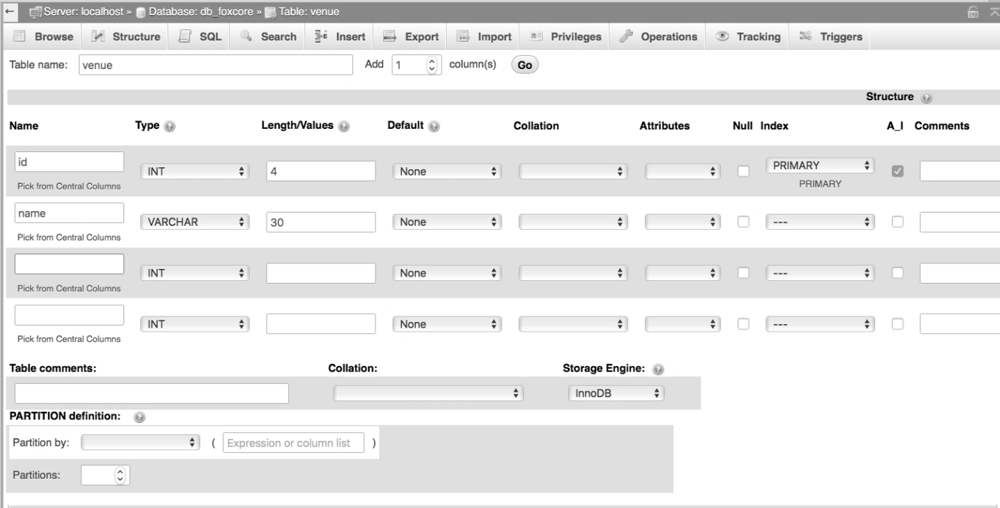 ← Server: localhost » Database: db_foxcore » Table: venue
Browse Structure SQL Search Insert Export Import Privileges Operations Tracking Triggers
Table name: venue Add 1 column(s) Go
Structure
Name Type Length/Values Default Collation Attributes Null Index A_I Comments
id INT 4 None PRIMARY
Pick from Central Columns PRIMARY
name VARCHAR 30 None ---
Pick from Central Columns
INT None ---
Pick from Central Columns
INT None ---
Pick from Central Columns
Table comments: Collation: Storage Engine:
InnoDB
PARTITION definition:
Partition by: ( Expression or column list )
Partitions: